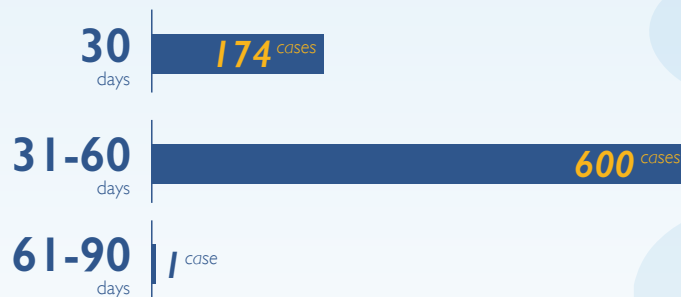 30 174 cases
days
31-60 600 cases
days
61-90 1 case
days